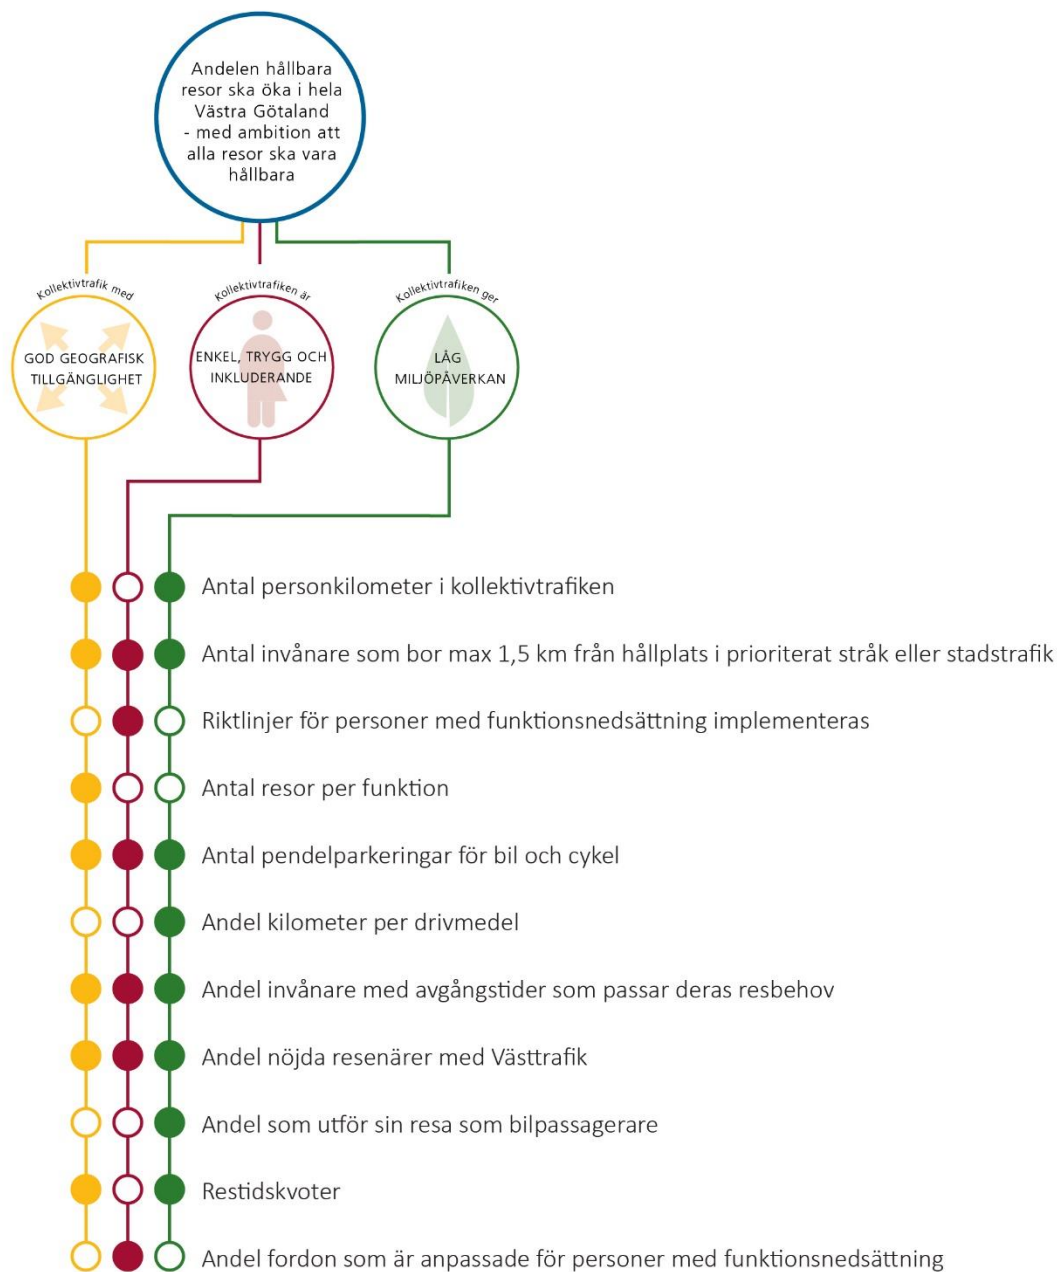 Andelen hållbara
resor ska öka i hela
Västra Götaland
- med ambition att
alla resor ska vara
hållbara
Kollektivtrafik med
GOD GEOGRAFISK
TILLGÄNGLIGHET
Kollektivtrafiken är
ENKEL, TRYGG OCH
INKLUDERANDE
Kollektivtrafiken ger
LÅG
MILJÖPÅVERKAN
Antal personkilometer i kollektivtrafiken
Antal invånare som bor max 1,5 km från hållplats i prioriterat stråk eller stadstrafik
Riktlinjer för personer med funktionsnedsättning implementeras
Antal resor per funktion
Antal pendelparkeringar för bil och cykel
Andel kilometer per drivmedel
Andel invånare med avgångstider som passar deras resbehov
Andel nöjda resenärer med Västtrafik
Andel som utför sin resa som bilpassagerare
Restidskvoter
Andel fordon som är anpassade för personer med funktionsnedsättning